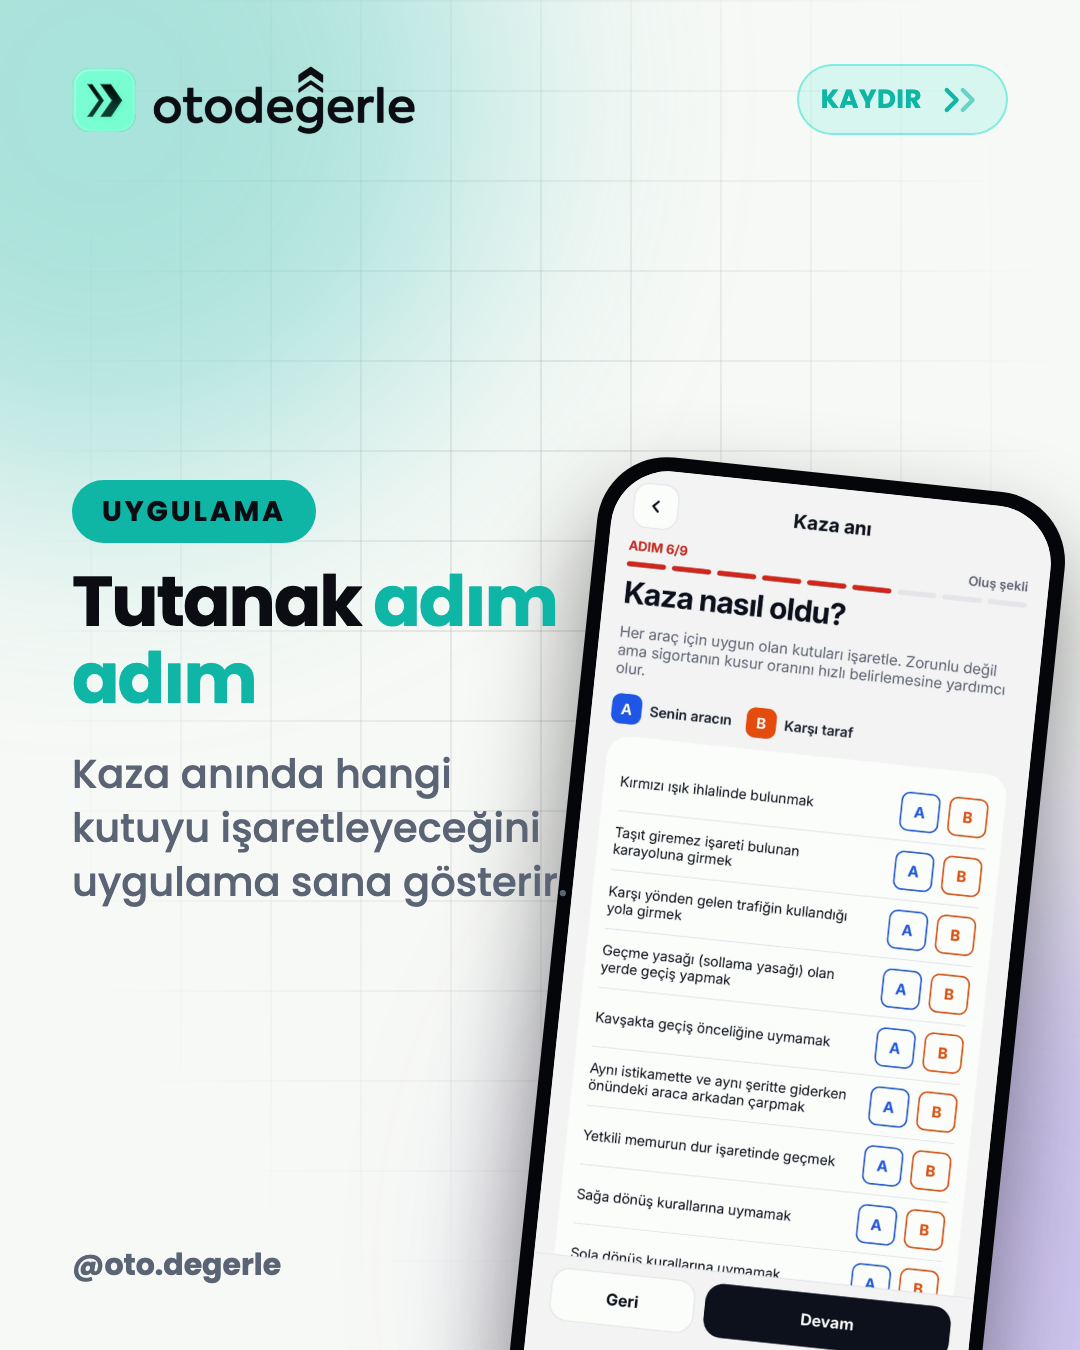 otodeğerle
KAYDIR
UYGULAMA
Tutanak adım
adım
Kaza anında hangi
kutuyu işaretleyeceğini
uygulama sana gösterir.
Kaza anı
ADIM 6/9
Oluş şekli
Kaza nasıl oldu?
Her araç için uygun olan kutuları işaretle. Zorunlu değil
ama sigortanın kusur oranını hızlı belirlemesine yardımcı
olur.
A Senin aracın B Karşı taraf
Kırmızı ışık ihlalinde bulunmak A B
Taşıt giremez işareti bulunan
karayoluna girmek A B
Karşı yönden gelen trafiğin kullandığı
yola girmek A B
Geçme yasağı (sollama yasağı) olan
yerde geçiş yapmak A B
Kavşakta geçiş önceliğine uymamak A B
Aynı istikamette ve aynı şeritte giderken
önündeki araca arkadan çarpmak A B
Yetkili memurun dur işaretinde geçmek A B
Sağa dönüş kurallarına uymamak A B
Sola dönüş kurallarına uymamak A B
Geri Devam
@oto.degerle